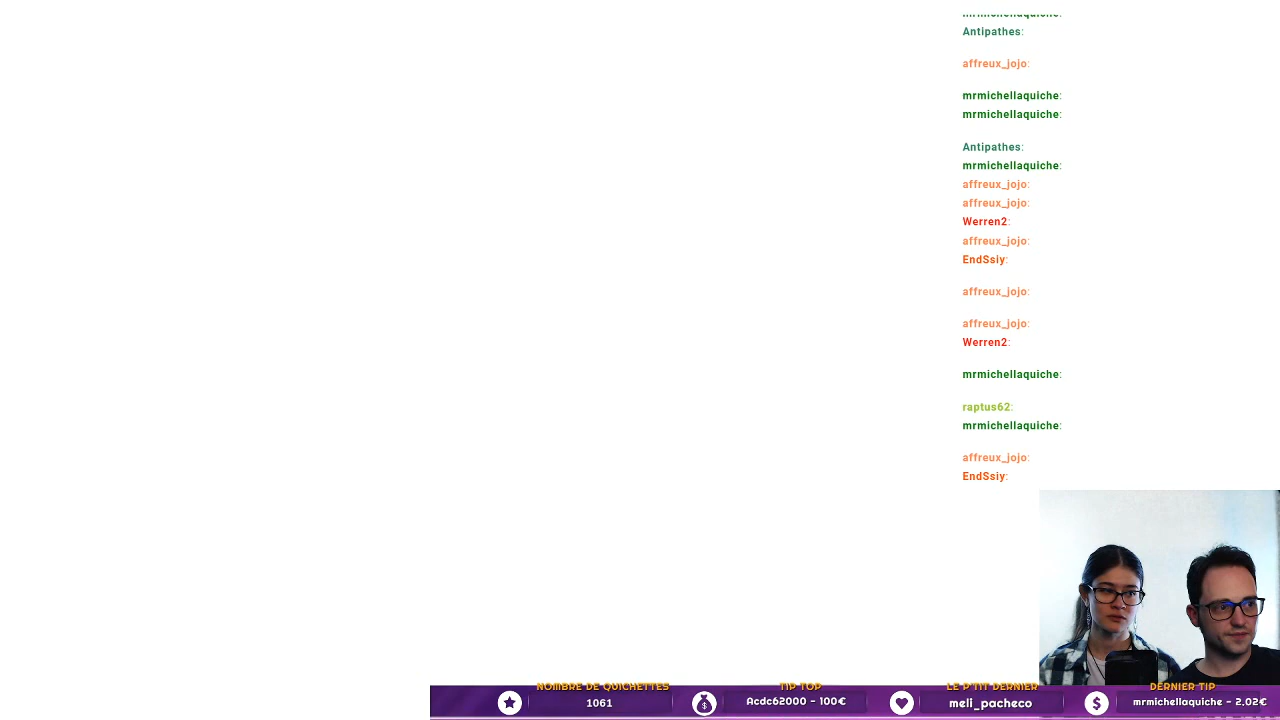 mrmichellaquiche:
Antipathes:
affreux_jojo:
mrmichellaquiche:
mrmichellaquiche:
Antipathes:
mrmichellaquiche:
affreux_jojo:
affreux_jojo:
Werren2:
affreux_jojo:
EndSsiy:
affreux_jojo:
affreux_jojo:
Werren2:
mrmichellaquiche:
raptus62:
mrmichellaquiche:
affreux_jojo:
EndSsiy:
NOMBRE DE QUICHETTES
1061
TIP TOP
Acdc62000 - 100€
LE P'TIT DERNIER
meli_pacheco
DERNIER TIP
mrmichellaquiche - 2,02€